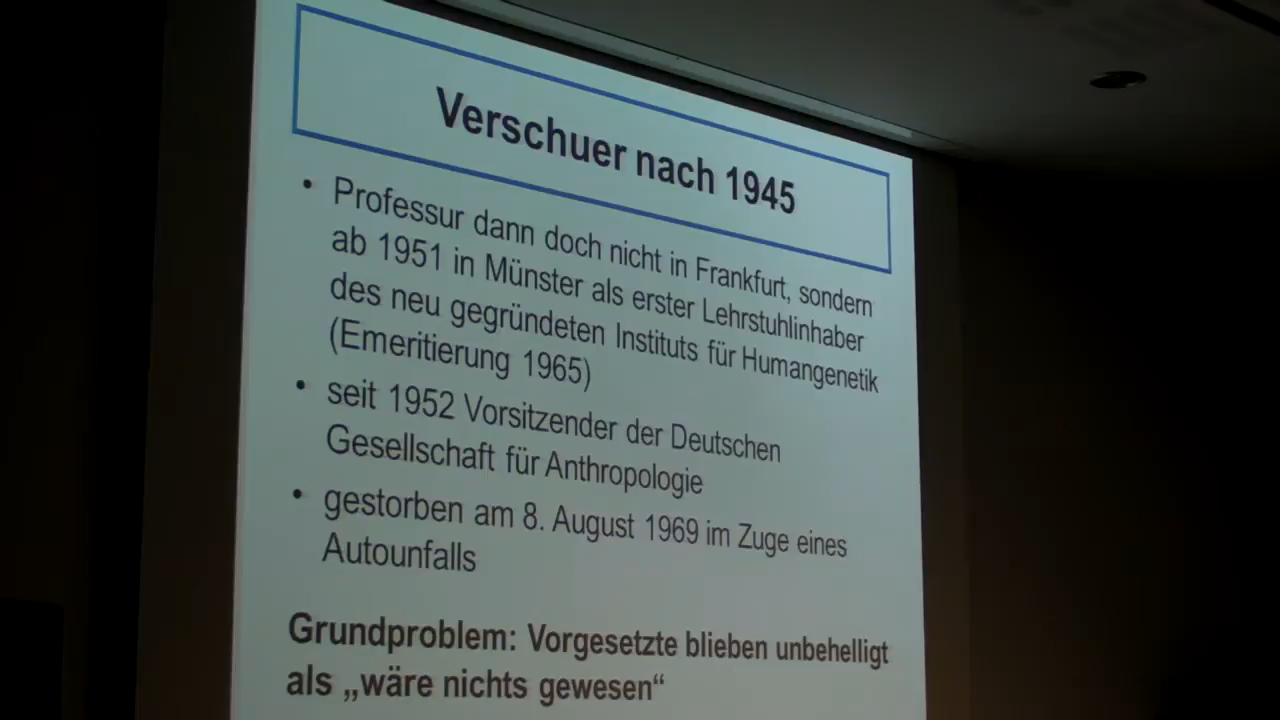 Verschuer nach 1945
• Professur dann doch nicht in Frankfurt, sondern
ab 1951 in Münster als erster Lehrstuhlinhaber
des neu gegründeten Instituts für Humangenetik
(Emeritierung 1965)
• seit 1952 Vorsitzender der Deutschen
Gesellschaft für Anthropologie
• gestorben am 8. August 1969 im Zuge eines
Autounfalls
Grundproblem: Vorgesetzte blieben unbehelligt
als „wäre nichts gewesen“